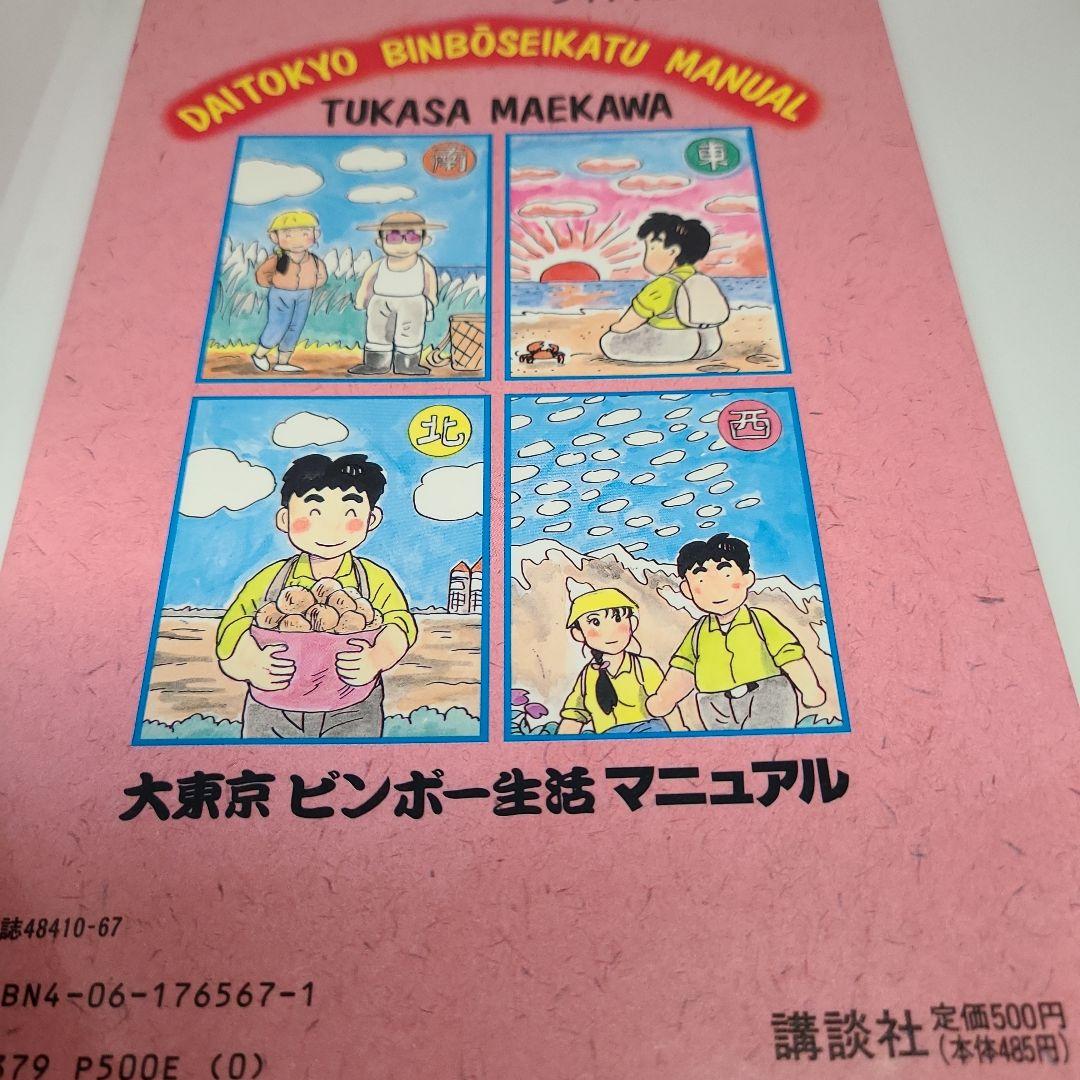 DAITOKYO BINBŌSEIKATU MANUAL
TUKASA MAEKAWA
南
東
北
西
大東京 ビンボー生活 マニュアル
誌48410-67
BN4-06-176567-1
379 P500E (0)
講談社 定価500円
(本体485円)